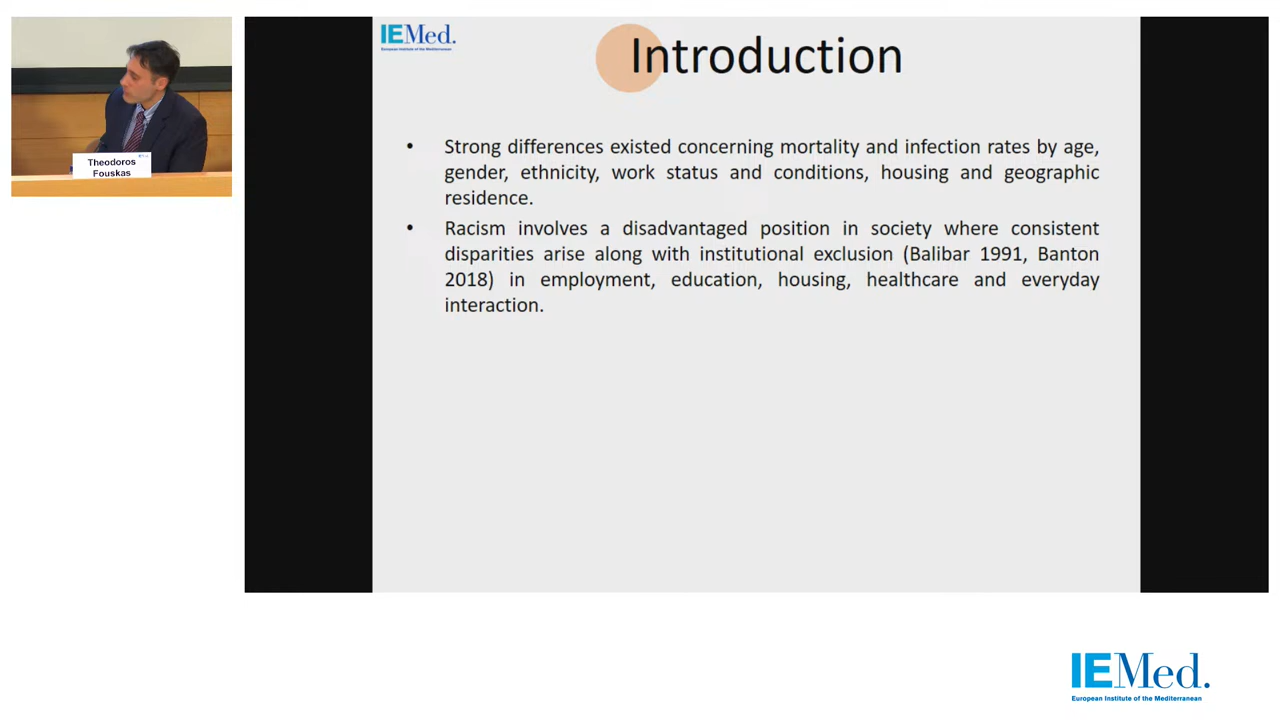 IEMed.
European Institute of the Mediterranean
Introduction
• Strong differences existed concerning mortality and infection rates by age,
gender, ethnicity, work status and conditions, housing and geographic
residence.
• Racism involves a disadvantaged position in society where consistent
disparities arise along with institutional exclusion (Balibar 1991, Banton
2018) in employment, education, housing, healthcare and everyday
interaction.
Theodoros
Fouskas
IEMed.
European Institute of the Mediterranean